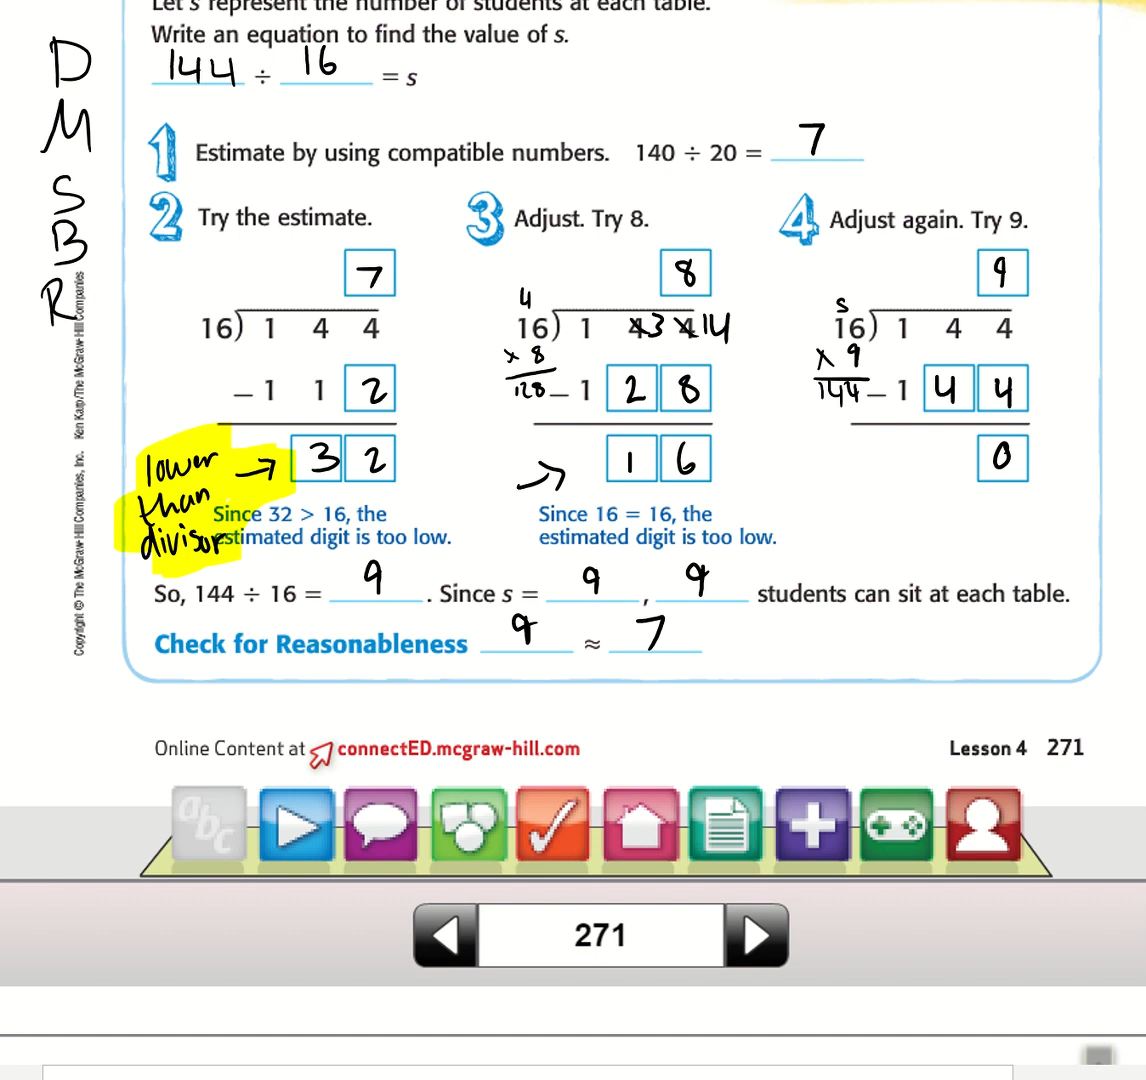 Let s represent the number of students at each table.
Write an equation to find the value of s.
144 ÷ 16 = s
D
M
S
B
R
1 Estimate by using compatible numbers. 140 ÷ 20 = 7
2 Try the estimate.
7
16) 1 4 4
– 1 1 2
3 2
lower than divisor →
Since 32 > 16, the
estimated digit is too low.
3 Adjust. Try 8.
8
4
16) 1 4 3 4 14
x 8
128 – 1 2 8
→ 1 6
Since 16 = 16, the
estimated digit is too low.
4 Adjust again. Try 9.
9
5
16) 1 4 4
x 9
144 – 1 4 4
0
So, 144 ÷ 16 = 9. Since s = 9, 9 students can sit at each table.
Check for Reasonableness 9 ≈ 7
Copyright © The McGraw-Hill Companies, Inc. Ken Karp/The McGraw-Hill Companies
Online Content at connectED.mcgraw-hill.com
Lesson 4 271
abc
271